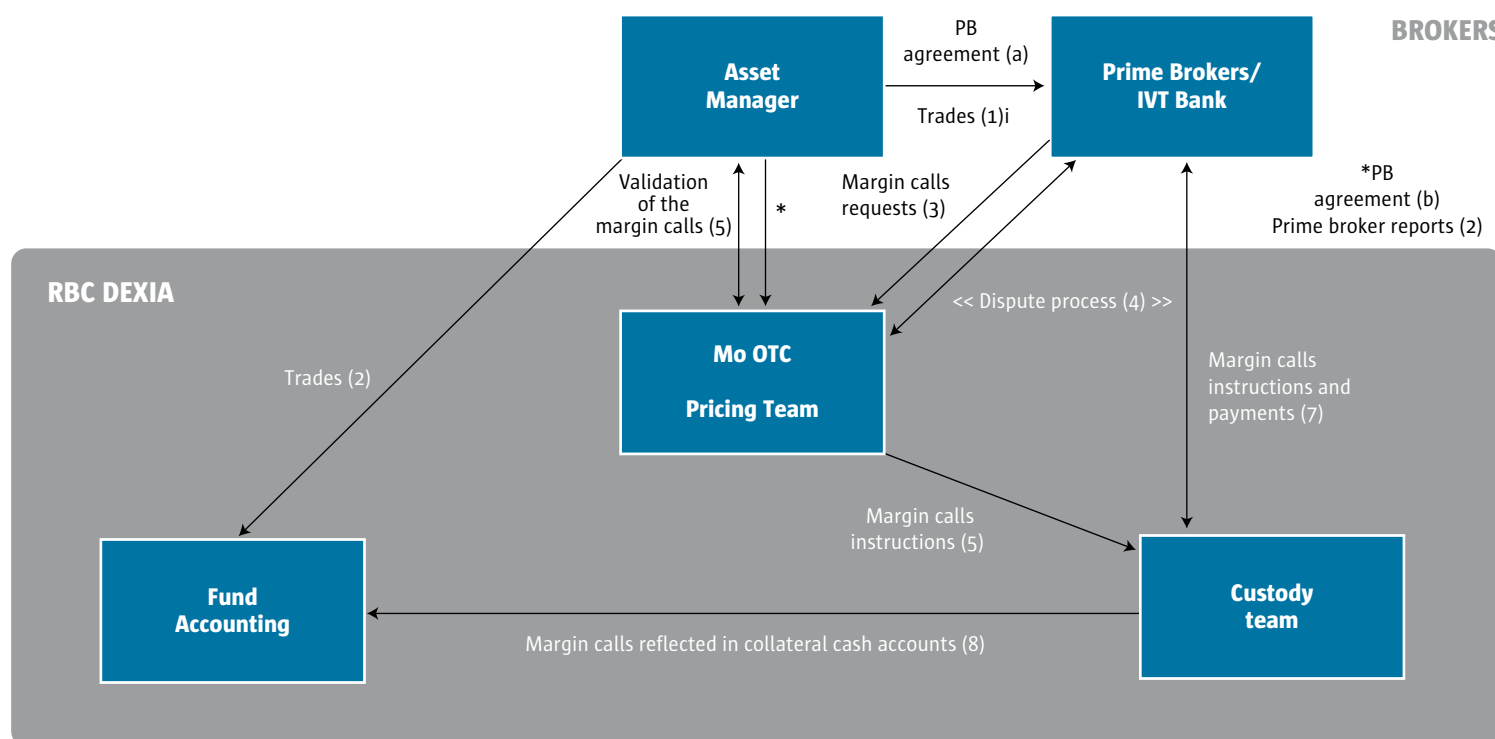 BROKERS
PB
agreement (a)
Asset
Manager
Prime Brokers/
IVT Bank
Trades (1)i
Validation
of the
margin calls (5)
*
Margin calls
requests (3)
*PB
agreement (b)
Prime broker reports (2)
RBC DEXIA
<< Dispute process (4) >>
Mo OTC
Pricing Team
Trades (2)
Margin calls
instructions and
payments (7)
Margin calls
instructions (5)
Fund
Accounting
Custody
team
Margin calls reflected in collateral cash accounts (8)